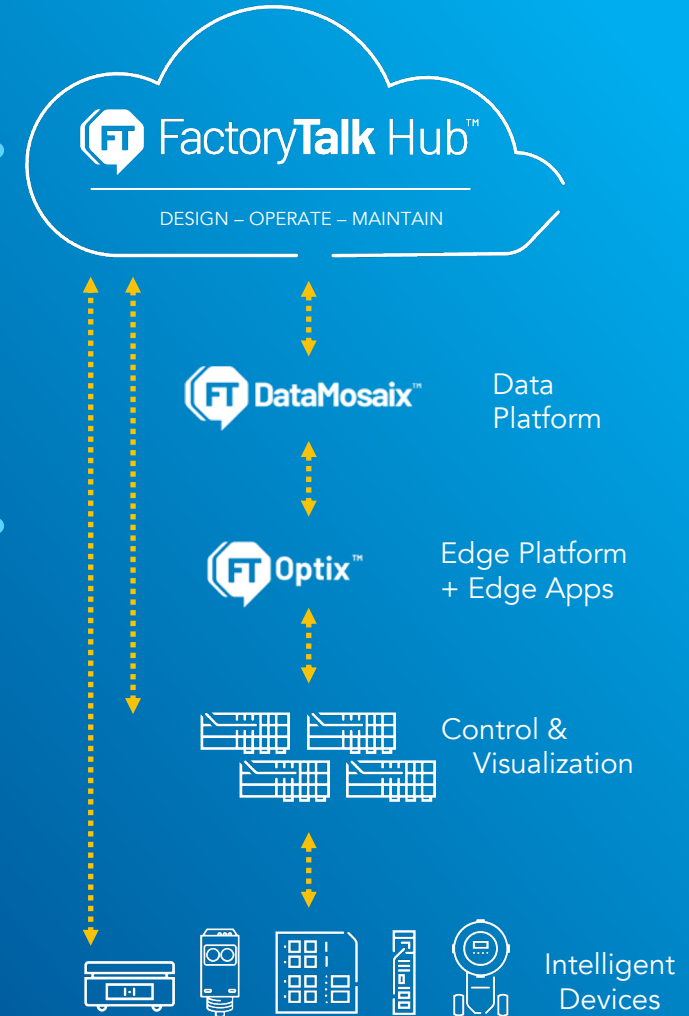 FT FactoryTalk Hub™
DESIGN – OPERATE – MAINTAIN
FT DataMosaix™
Data
Platform
FT Optix™
Edge Platform
+ Edge Apps
Control &
Visualization
Intelligent
Devices